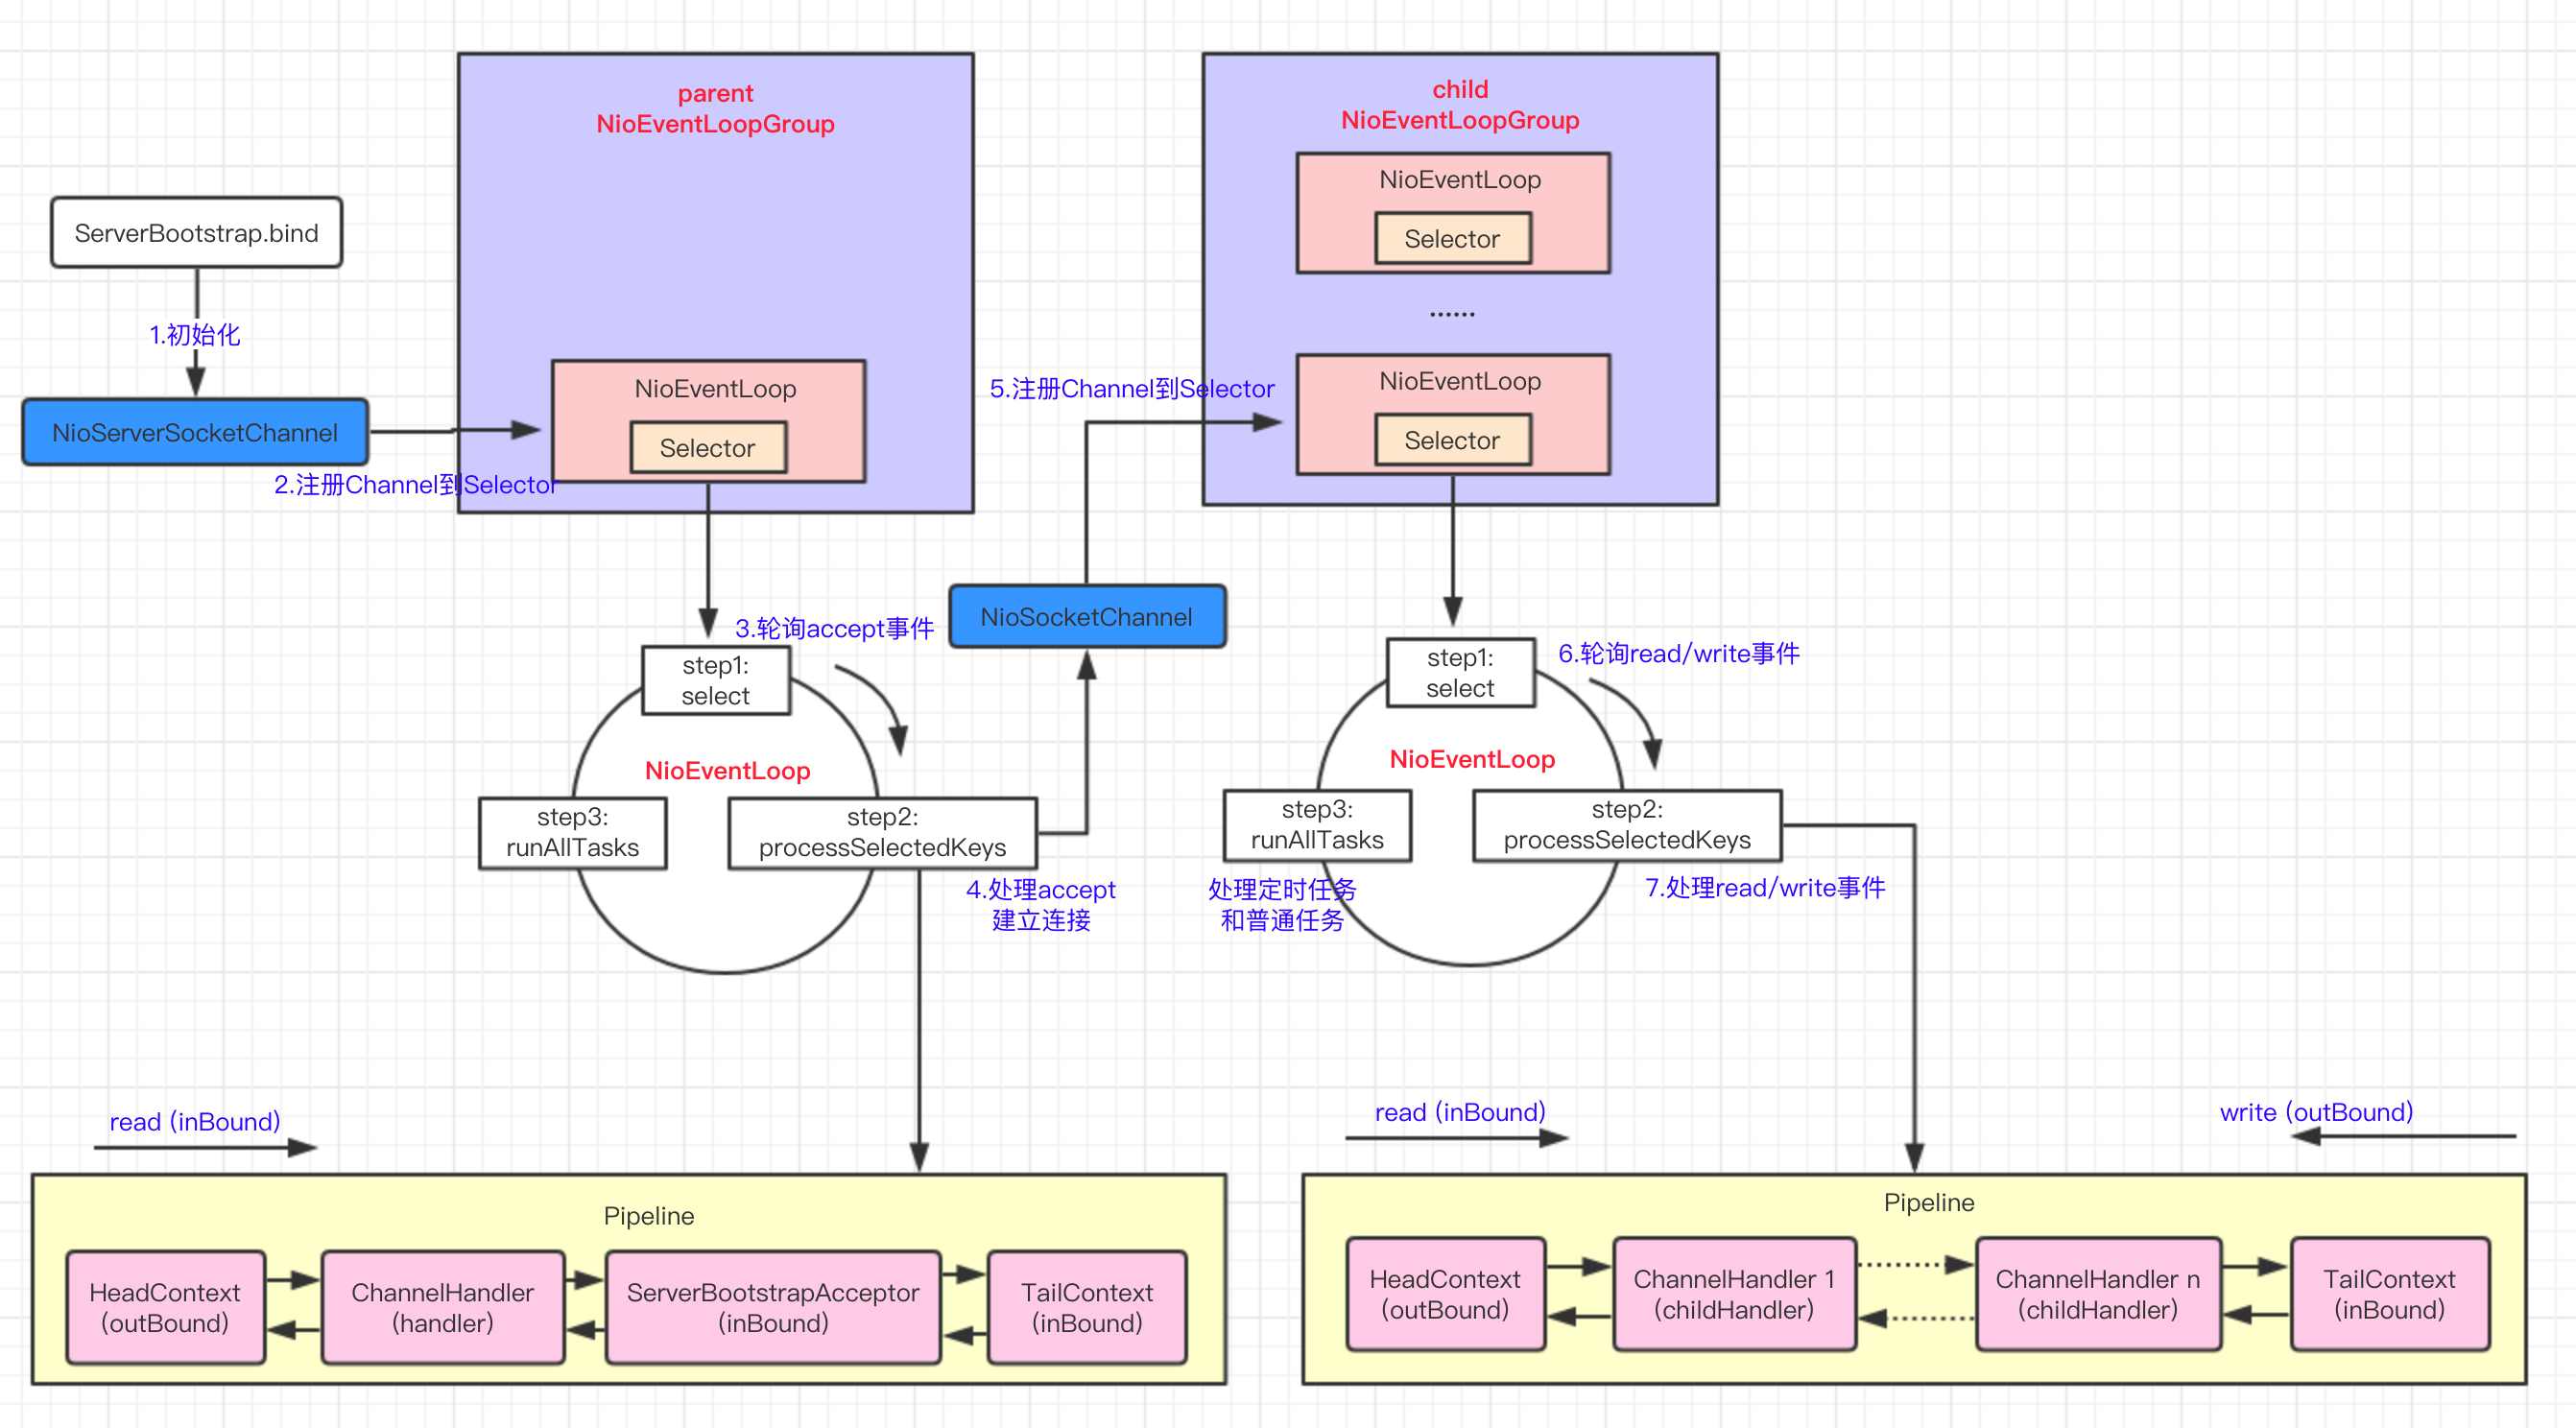 parent
NioEventLoopGroup
child
NioEventLoopGroup
NioEventLoop
Selector
......
ServerBootstrap.bind
1.初始化
NioServerSocketChannel
2.注册Channel到Selector
NioEventLoop
Selector
5.注册Channel到Selector
NioEventLoop
Selector
NioSocketChannel
3.轮询accept事件
step1:
select
NioEventLoop
step3:
runAllTasks
step2:
processSelectedKeys
4.处理accept
建立连接
6.轮询read/write事件
step1:
select
NioEventLoop
step3:
runAllTasks
step2:
processSelectedKeys
处理定时任务
和普通任务
7.处理read/write事件
read (inBound)
Pipeline
HeadContext
(outBound)
ChannelHandler
(handler)
ServerBootstrapAcceptor
(inBound)
TailContext
(inBound)
read (inBound)
write (outBound)
Pipeline
HeadContext
(outBound)
ChannelHandler 1
(childHandler)
ChannelHandler n
(childHandler)
TailContext
(inBound)